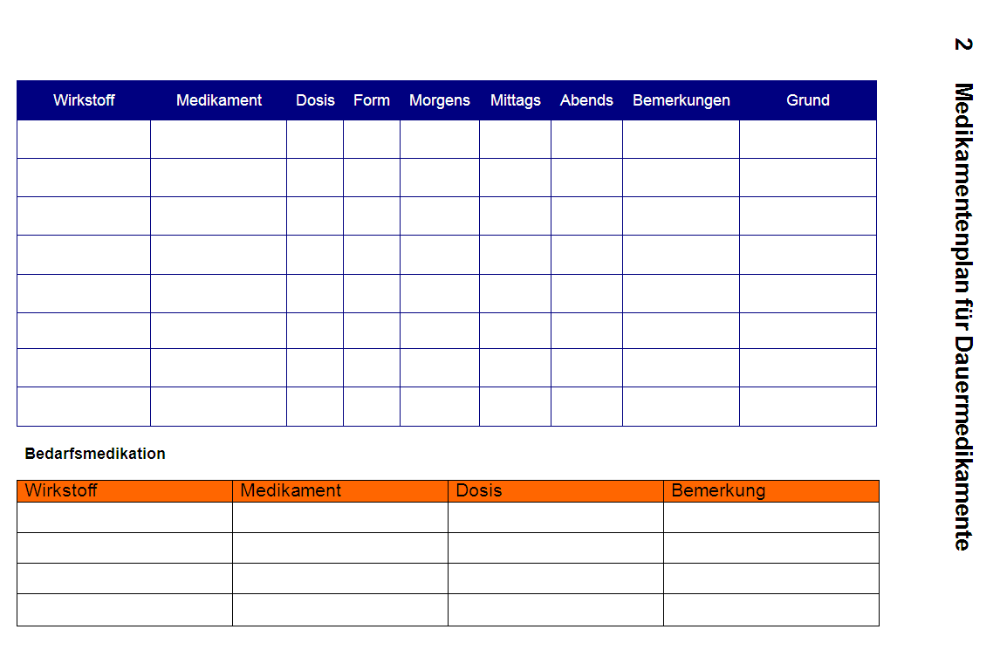 2 Medikamentenplan für Dauermedikamente
Wirkstoff Medikament Dosis Form Morgens Mittags Abends Bemerkungen Grund
Bedarfsmedikation
Wirkstoff Medikament Dosis Bemerkung